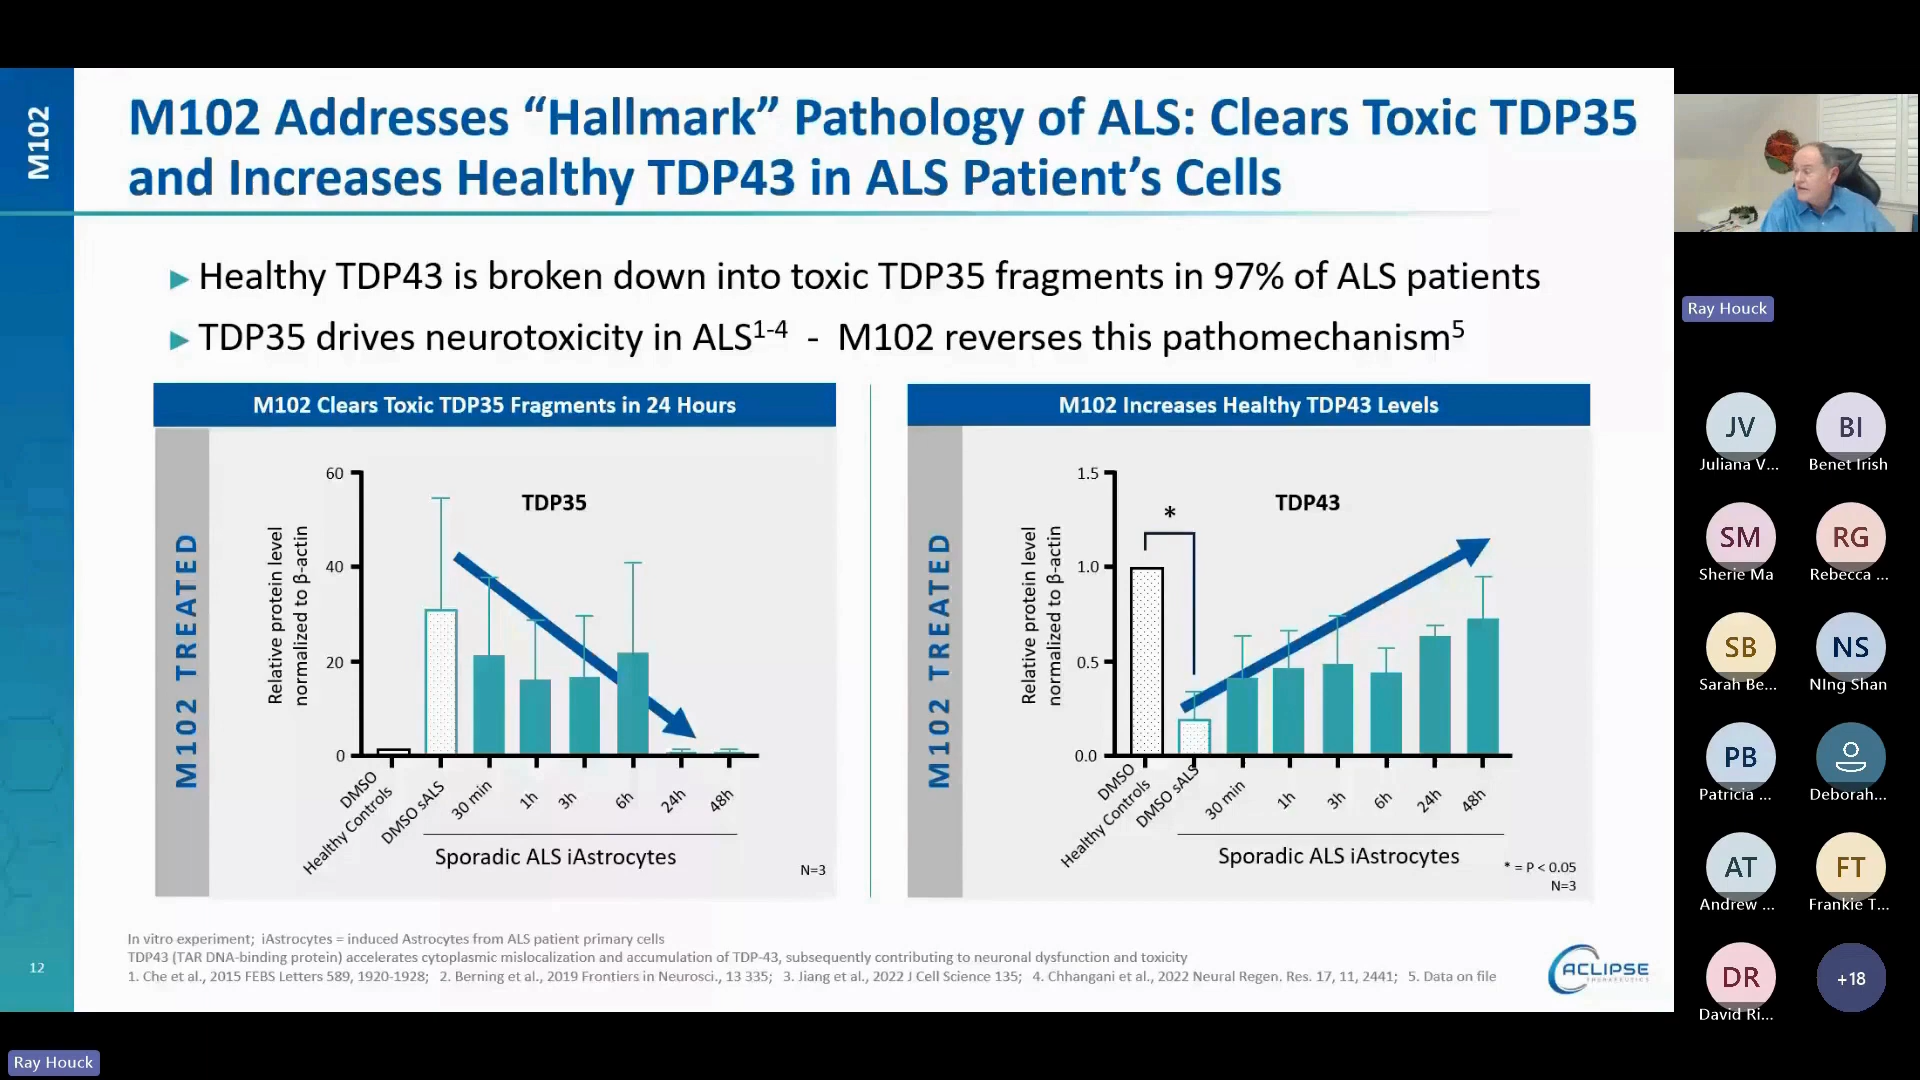 M102
M102 Addresses “Hallmark” Pathology of ALS: Clears Toxic TDP35
and Increases Healthy TDP43 in ALS Patient’s Cells
▶ Healthy TDP43 is broken down into toxic TDP35 fragments in 97% of ALS patients
▶ TDP35 drives neurotoxicity in ALS1-4 - M102 reverses this pathomechanism5
M102 Clears Toxic TDP35 Fragments in 24 Hours
M102 TREATED
TDP35
Relative protein level
normalized to β-actin
60
40
20
0
DMSO
Healthy Controls
DMSO sALS
30 min
1h
3h
6h
24h
48h
Sporadic ALS iAstrocytes
N=3
M102 Increases Healthy TDP43 Levels
M102 TREATED
TDP43
*
Relative protein level
normalized to β-actin
1.5
1.0
0.5
0.0
DMSO
Healthy Controls
DMSO sALS
30 min
1h
3h
6h
24h
48h
Sporadic ALS iAstrocytes
* = P < 0.05
N=3
In vitro experiment; iAstrocytes = induced Astrocytes from ALS patient primary cells
TDP43 (TAR DNA-binding protein) accelerates cytoplasmic mislocalization and accumulation of TDP-43, subsequently contributing to neuronal dysfunction and toxicity
1. Che et al., 2015 FEBS Letters 589, 1920-1928; 2. Berning et al., 2019 Frontiers in Neurosci., 13 335; 3. Jiang et al., 2022 J Cell Science 135; 4. Chhangani et al., 2022 Neural Regen. Res. 17, 11, 2441; 5. Data on file
12
ACLIPSE
THERAPEUTICS
Ray Houck
JV
Juliana V...
BI
Benet Irish
SM
Sherie Ma
RG
Rebecca ...
SB
Sarah Be...
NS
NIng Shan
PB
Patricia ...
Deborah...
AT
Andrew ...
FT
Frankie T...
DR
David Ri...
+18
Ray Houck